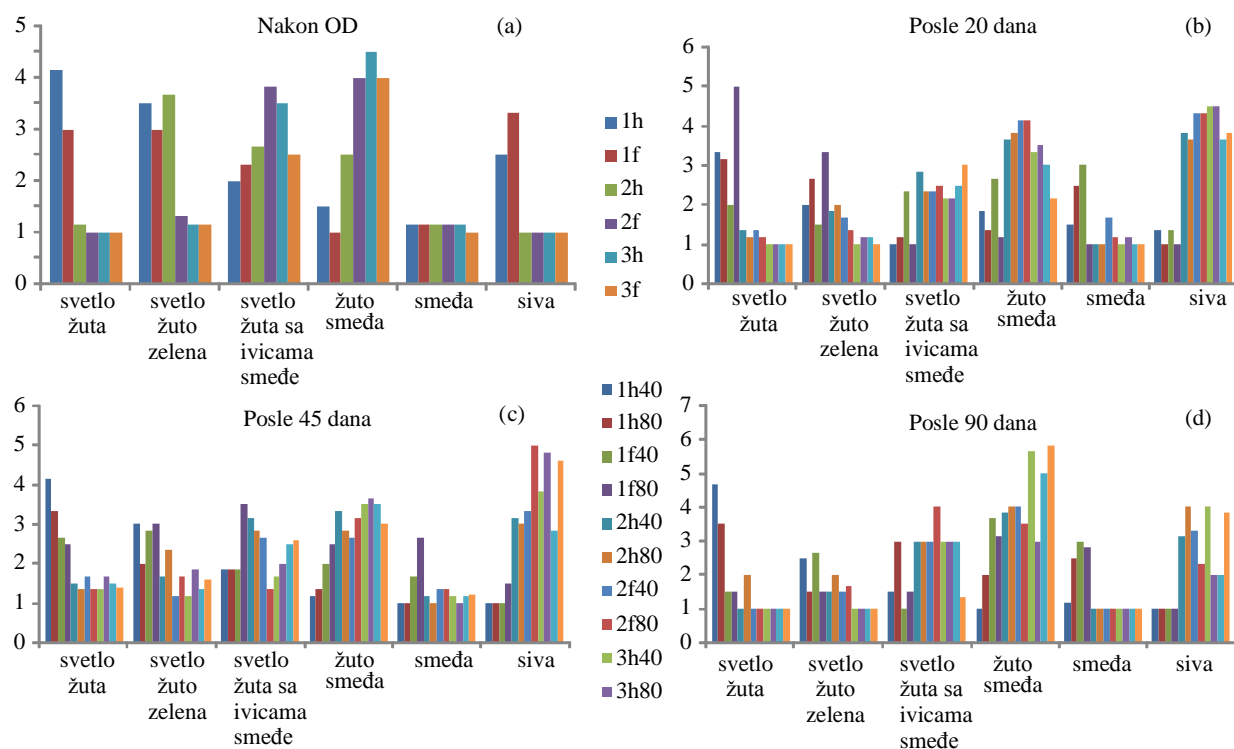 Nakon OD
(a)
5
4
3
2
1
0
svetlo žuta
svetlo žuto zelena
svetlo žuta sa ivicama smeđe
žuto smeđa
smeđa
siva
1h
1f
2h
2f
3h
3f
Posle 20 dana
(b)
6
5
4
3
2
1
0
svetlo žuta
svetlo žuto zelena
svetlo žuta sa ivicama smeđe
žuto smeđa
smeđa
siva
Posle 45 dana
(c)
6
5
4
3
2
1
0
svetlo žuta
svetlo žuto zelena
svetlo žuta sa ivicama smeđe
žuto smeđa
smeđa
siva
1h40
1h80
1f40
1f80
2h40
2h80
2f40
2f80
3h40
3h80
Posle 90 dana
(d)
7
6
5
4
3
2
1
0
svetlo žuta
svetlo žuto zelena
svetlo žuta sa ivicama smeđe
žuto smeđa
smeđa
siva